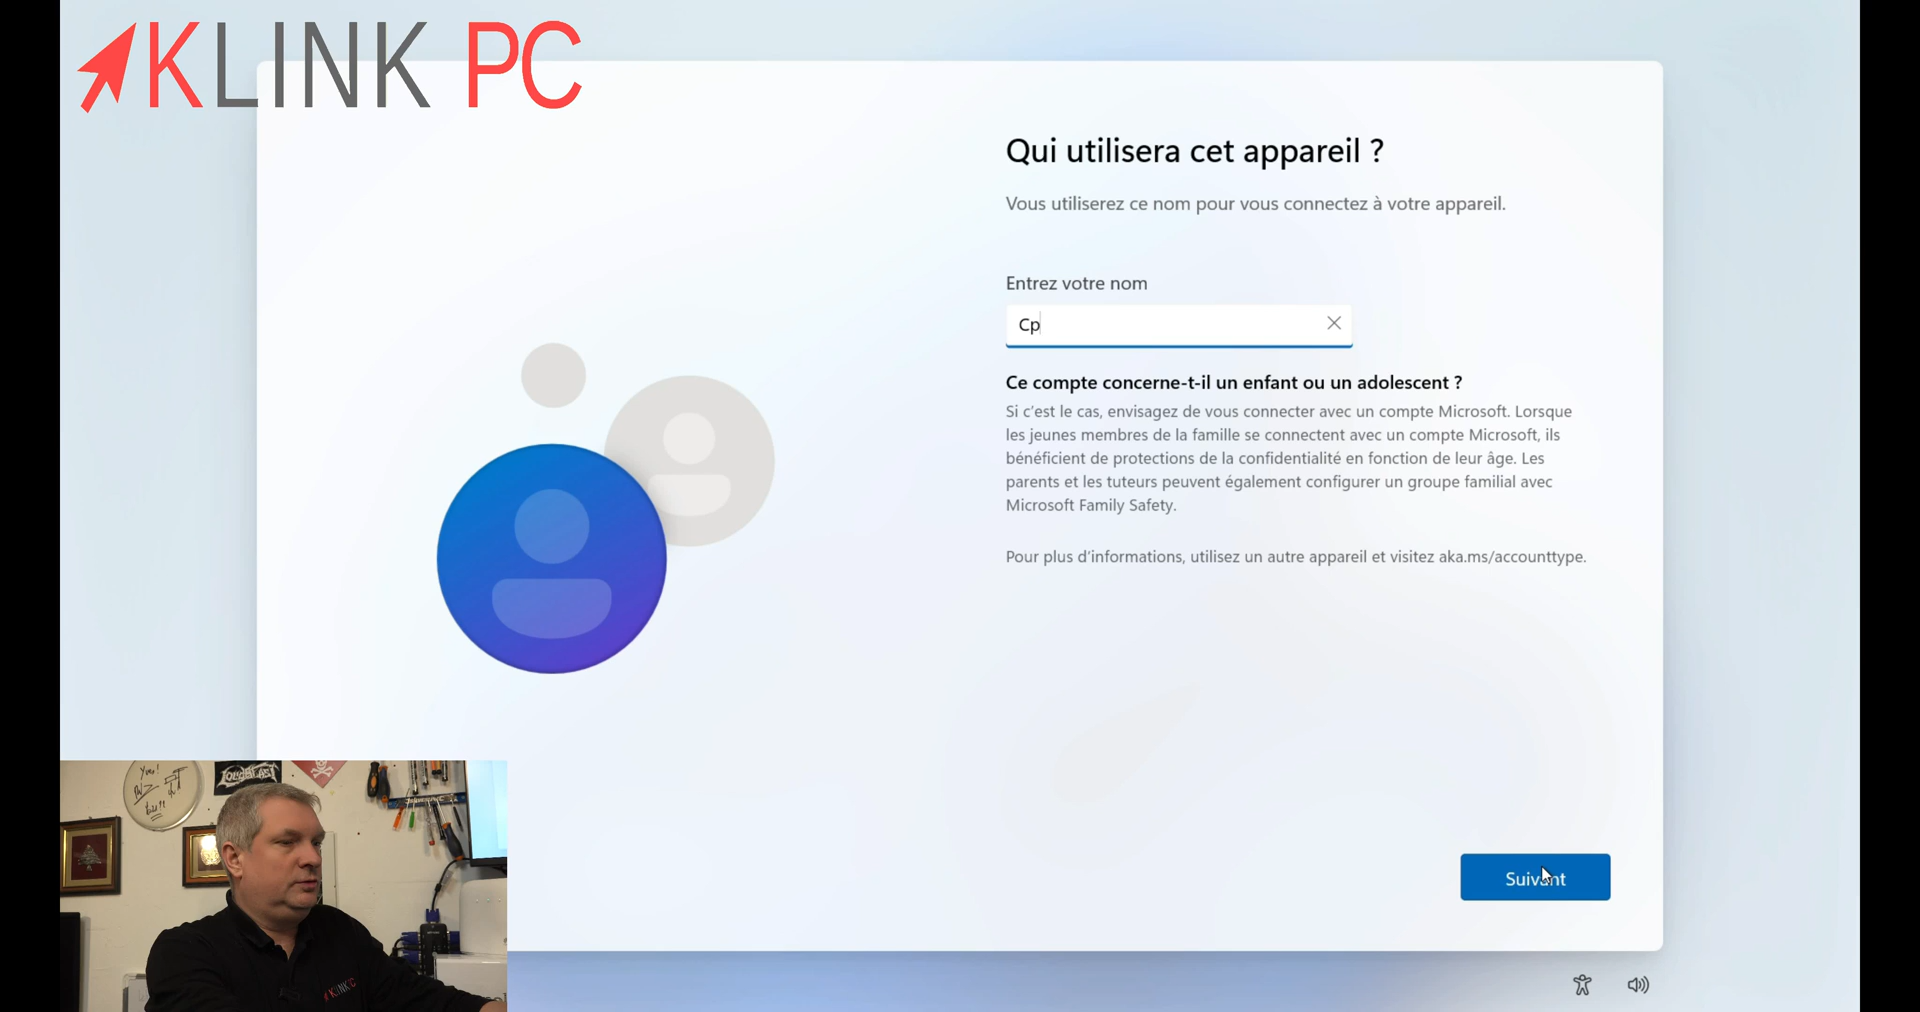 KLINK PC
Qui utilisera cet appareil ?
Vous utiliserez ce nom pour vous connectez à votre appareil.
Entrez votre nom
Cp
Ce compte concerne-t-il un enfant ou un adolescent ?
Si c'est le cas, envisagez de vous connecter avec un compte Microsoft. Lorsque
les jeunes membres de la famille se connectent avec un compte Microsoft, ils
bénéficient de protections de la confidentialité en fonction de leur âge. Les
parents et les tuteurs peuvent également configurer un groupe familial avec
Microsoft Family Safety.
Pour plus d'informations, utilisez un autre appareil et visitez aka.ms/accounttype.
Suivant
LOUDBLAST
KLINK PC